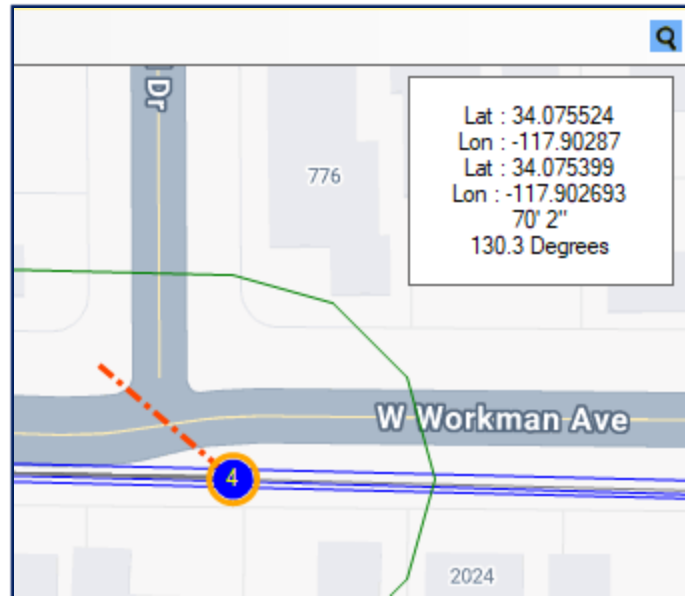 Dr
776
Lat : 34.075524
Lon : -117.90287
Lat : 34.075399
Lon : -117.902693
70' 2"
130.3 Degrees
W Workman Ave
4
2024